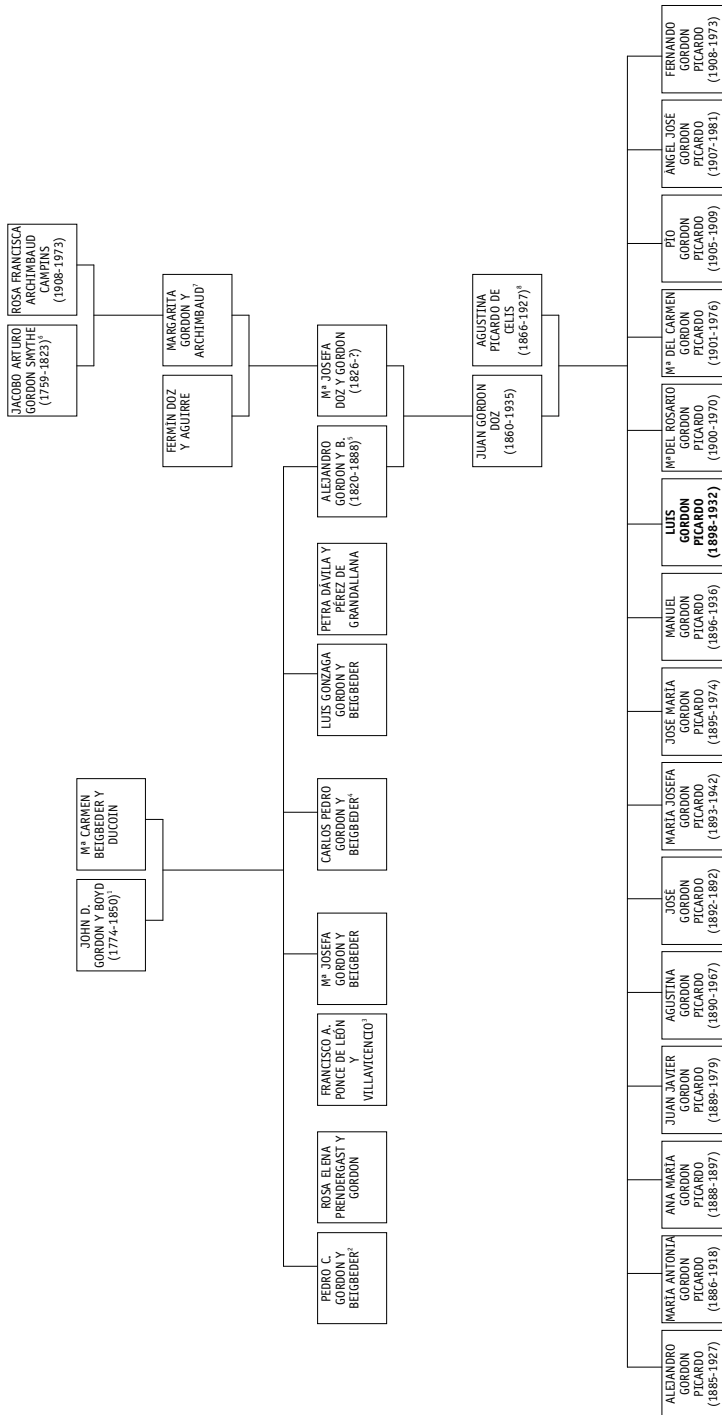 JACOBO ARTURO
GORDON SMYTHE
(1759-1823)⁶
ROSA FRANCISCA
ARCHIMBAUD
CAMPINS
(1908-1973)
JOHN D.
GORDON Y BOYD
(1774-1850)¹
Mª CARMEN
BEIGBEDER Y
DUCOIN
FERMÍN DOZ
Y AGUIRRE
MARGARITA
GORDON Y
ARCHIMBAUD⁷
PEDRO C.
GORDON Y
BEIGBEDER²
ROSA ELENA
PRENDERGAST Y
GORDON
FRANCISCO A.
PONCE DE LEÓN
Y
VILLAVICENCIO³
Mª JOSEFA
GORDON Y
BEIGBEDER
CARLOS PEDRO
GORDON Y
BEIGBEDER⁴
LUIS GONZAGA
GORDON Y
BEIGBEDER
PETRA DÁVILA Y
PÉREZ DE
GRANDALLANA
ALEJANDRO
GORDON Y B.
(1820-1888)⁵
Mª JOSEFA
DOZ Y GORDON
(1826-?)
JUAN GORDON
DOZ
(1860-1935)
AGUSTINA
PICARDO DE
CELIS
(1866-1927)⁸
ALEJANDRO
GORDON
PICARDO
(1885-1927)
MARÍA ANTONIA
GORDON
PICARDO
(1886-1918)
ANA MARÍA
GORDON
PICARDO
(1888-1897)
JUAN JAVIER
GORDON
PICARDO
(1889-1979)
AGUSTINA
GORDON
PICARDO
(1890-1967)
JOSÉ
GORDON
PICARDO
(1892-1892)
MARÍA JOSEFA
GORDON
PICARDO
(1893-1942)
JOSÉ MARÍA
GORDON
PICARDO
(1895-1974)
MANUEL
GORDON
PICARDO
(1896-1936)
LUIS
GORDON
PICARDO
(1898-1932)
Mª DEL ROSARIO
GORDON
PICARDO
(1900-1970)
Mª DEL CARMEN
GORDON
PICARDO
(1901-1976)
PÍO
GORDON
PICARDO
(1905-1909)
ÁNGEL JOSÉ
GORDON
PICARDO
(1907-1981)
FERNANDO
GORDON
PICARDO
(1908-1973)